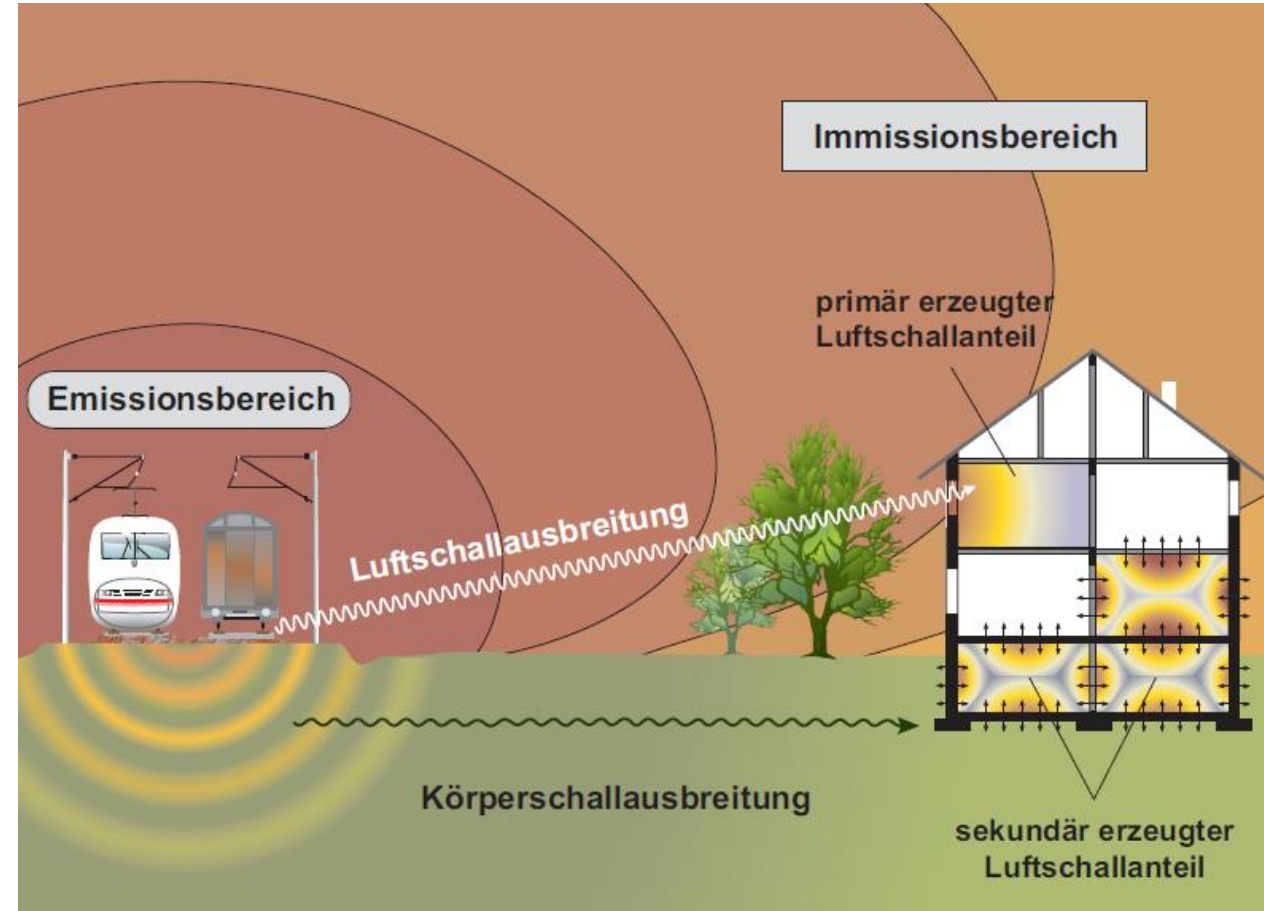 Immissionsbereich
primär erzeugter
Luftschallanteil
Emissionsbereich
Luftschallausbreitung
Körperschallausbreitung
sekundär erzeugter
Luftschallanteil